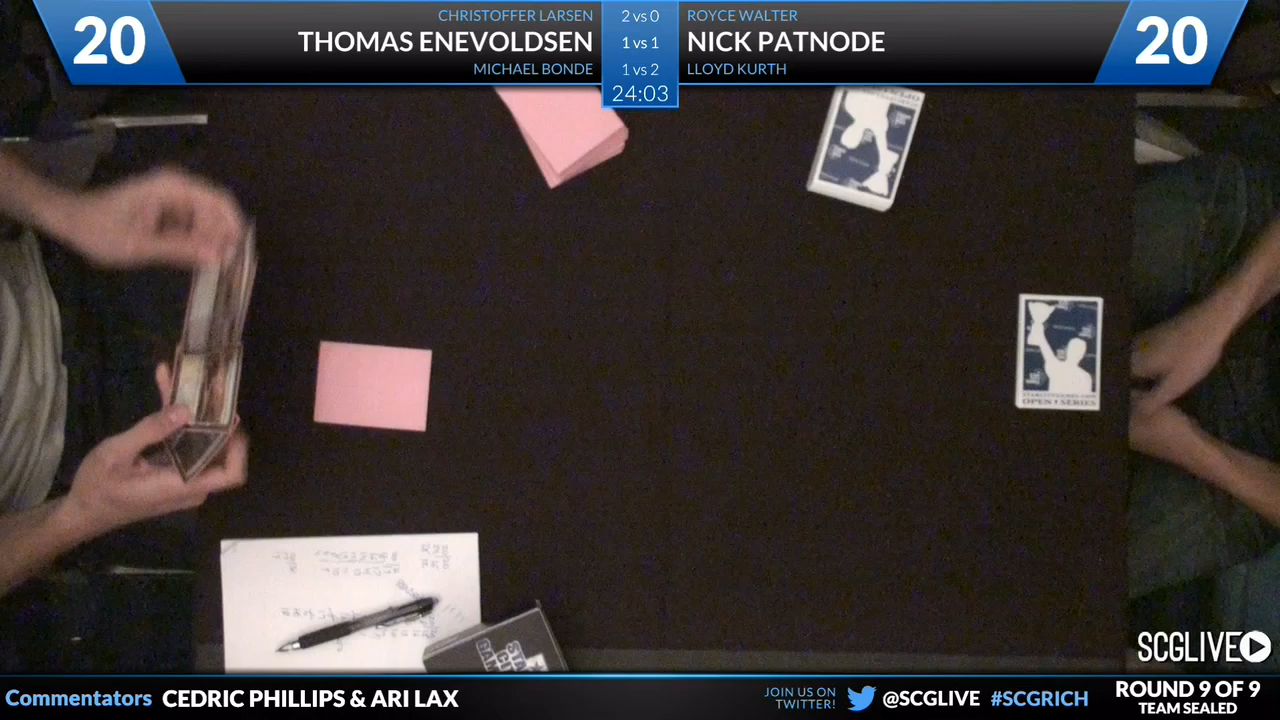 20
CHRISTOFFER LARSEN 2 vs 0 ROYCE WALTER
THOMAS ENEVOLDSEN 1 vs 1 NICK PATNODE
MICHAEL BONDE 1 vs 2 LLOYD KURTH
24:03
20
OPEN SERIES
SCGLIVE
Commentators CEDRIC PHILLIPS & ARI LAX
JOIN US ON
TWITTER!
@SCGLIVE #SCGRICH
ROUND 9 OF 9
TEAM SEALED